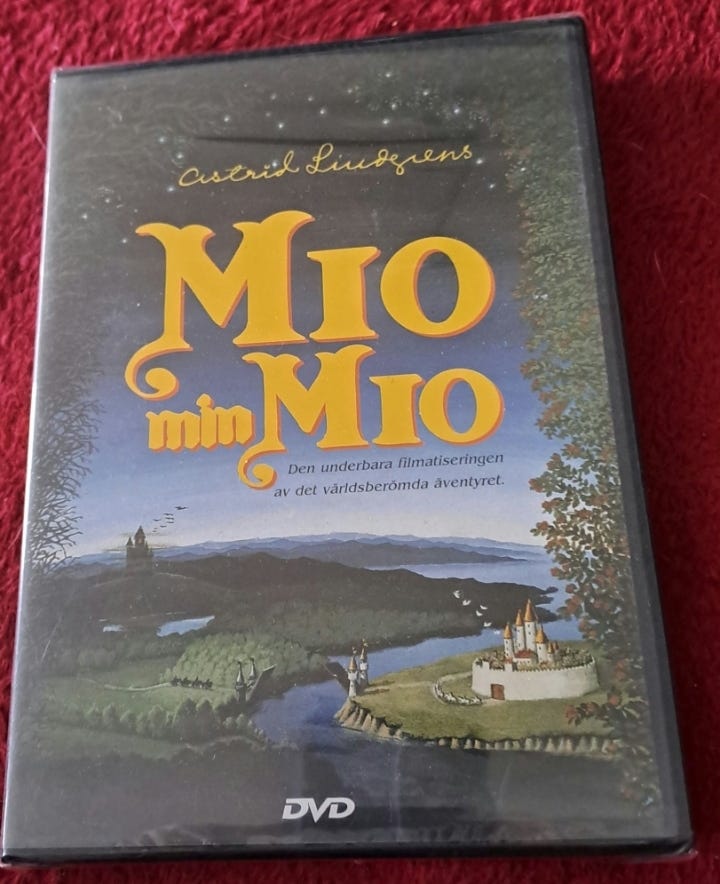 Astrid Lindgrens
MIO
min MIO
Den underbara filmatiseringen
av det världsberömda äventyret.
DVD